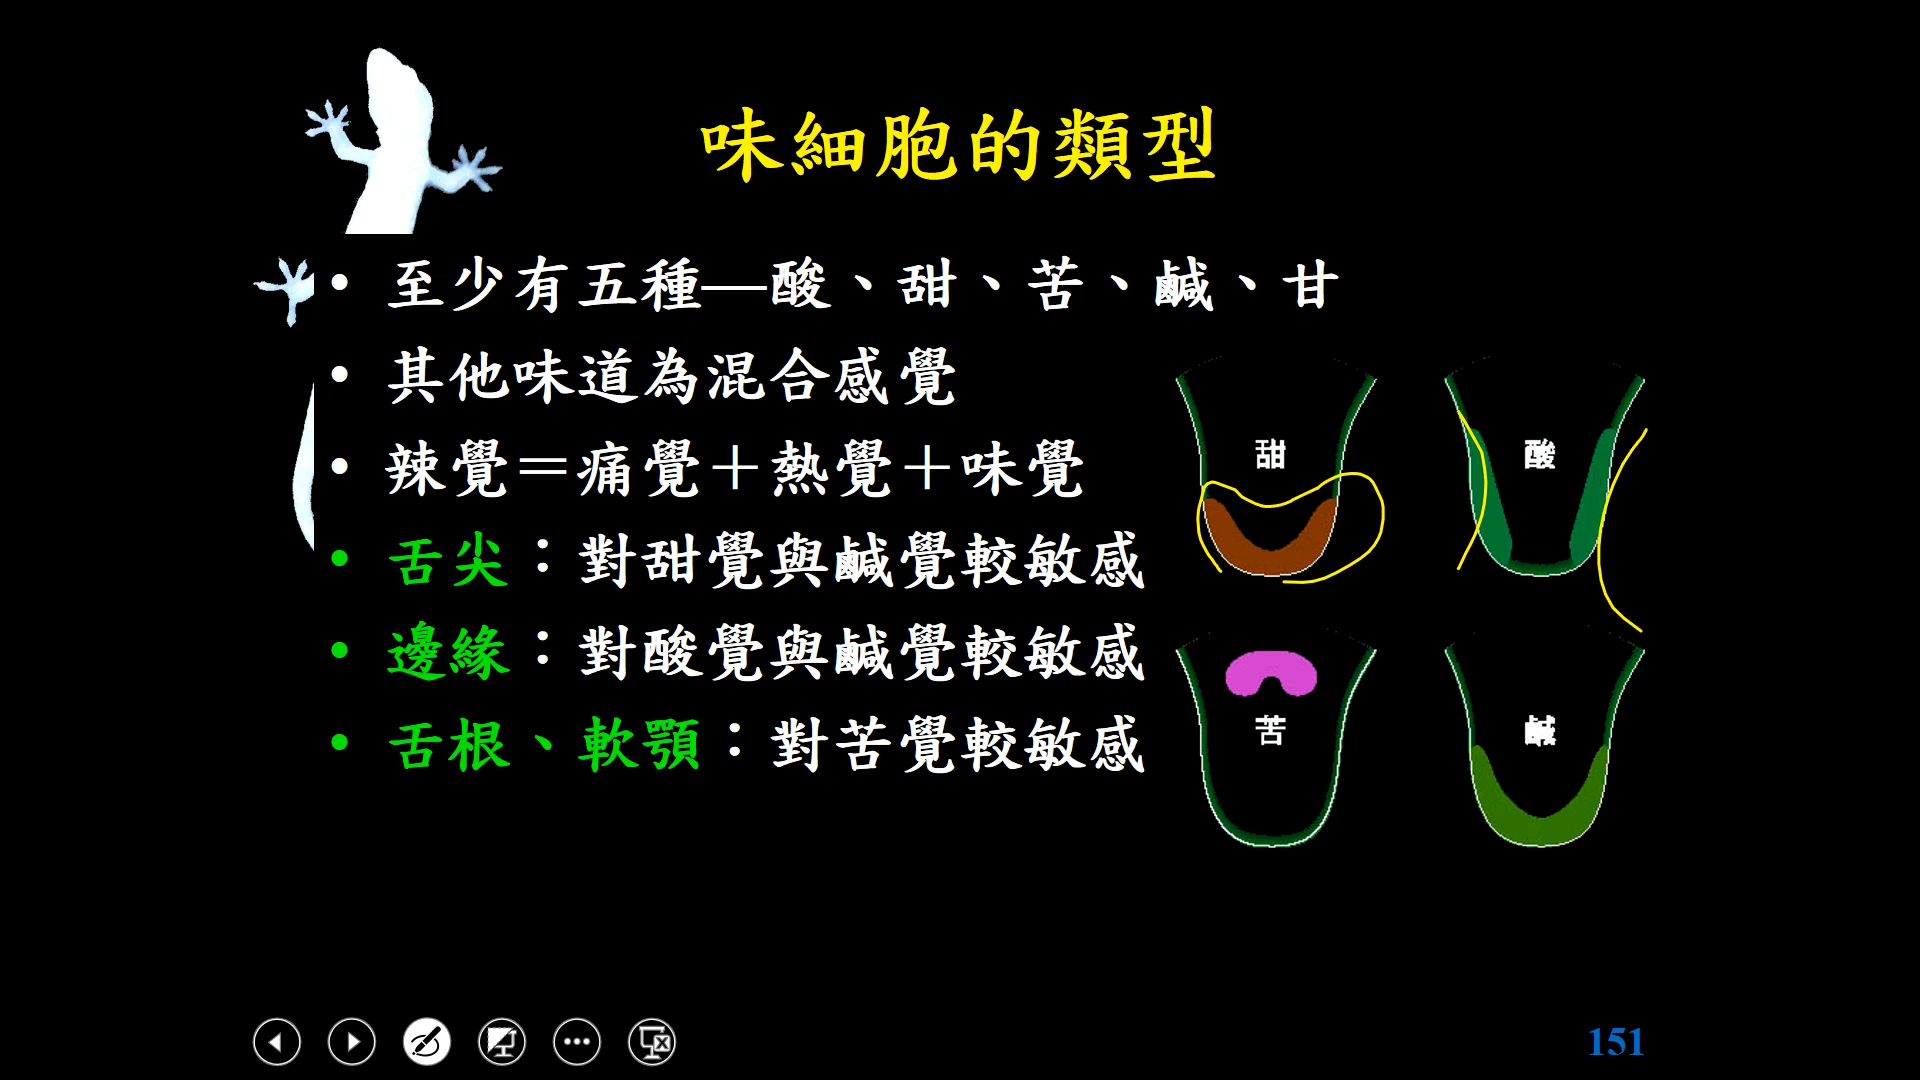 味細胞的類型
• 至少有五種—酸、甜、苦、鹹、甘
• 其他味道為混合感覺
• 辣覺＝痛覺＋熱覺＋味覺
• 舌尖：對甜覺與鹹覺較敏感
• 邊緣：對酸覺與鹹覺較敏感
• 舌根、軟顎：對苦覺較敏感
甜
酸
苦
鹹
151